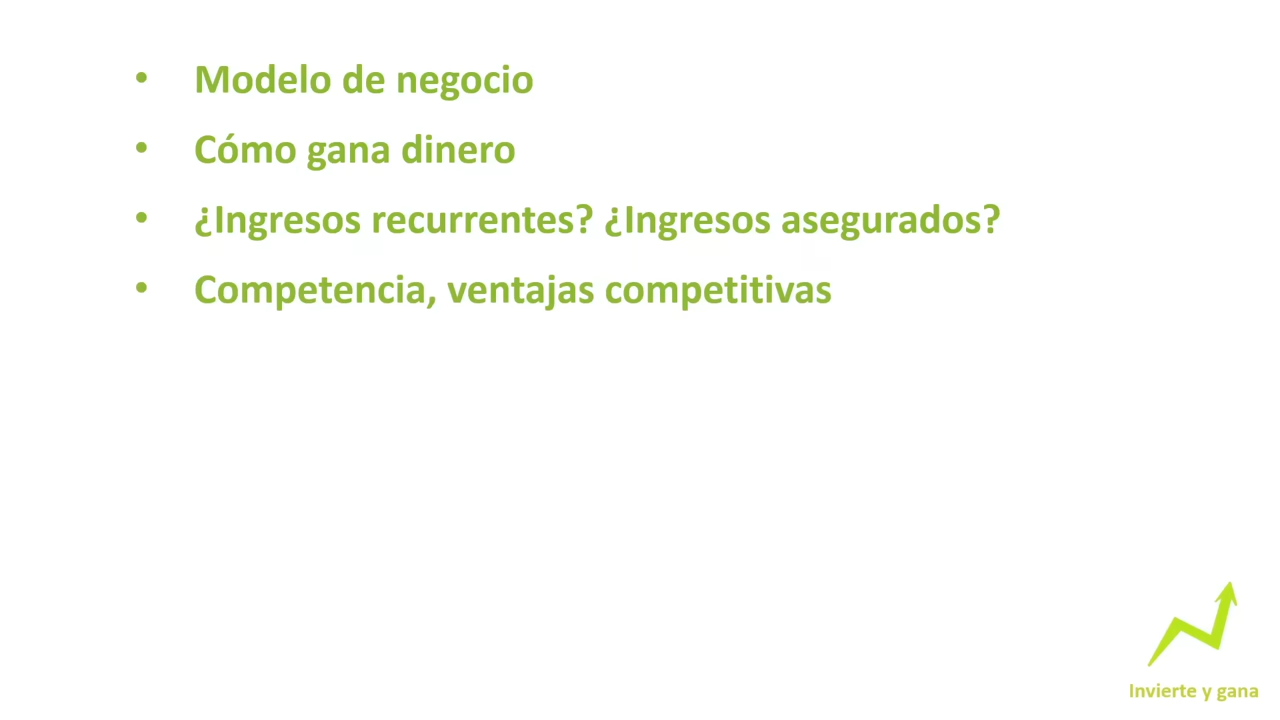 • Modelo de negocio
• Cómo gana dinero
• ¿Ingresos recurrentes? ¿Ingresos asegurados?
• Competencia, ventajas competitivas
Invierte y gana